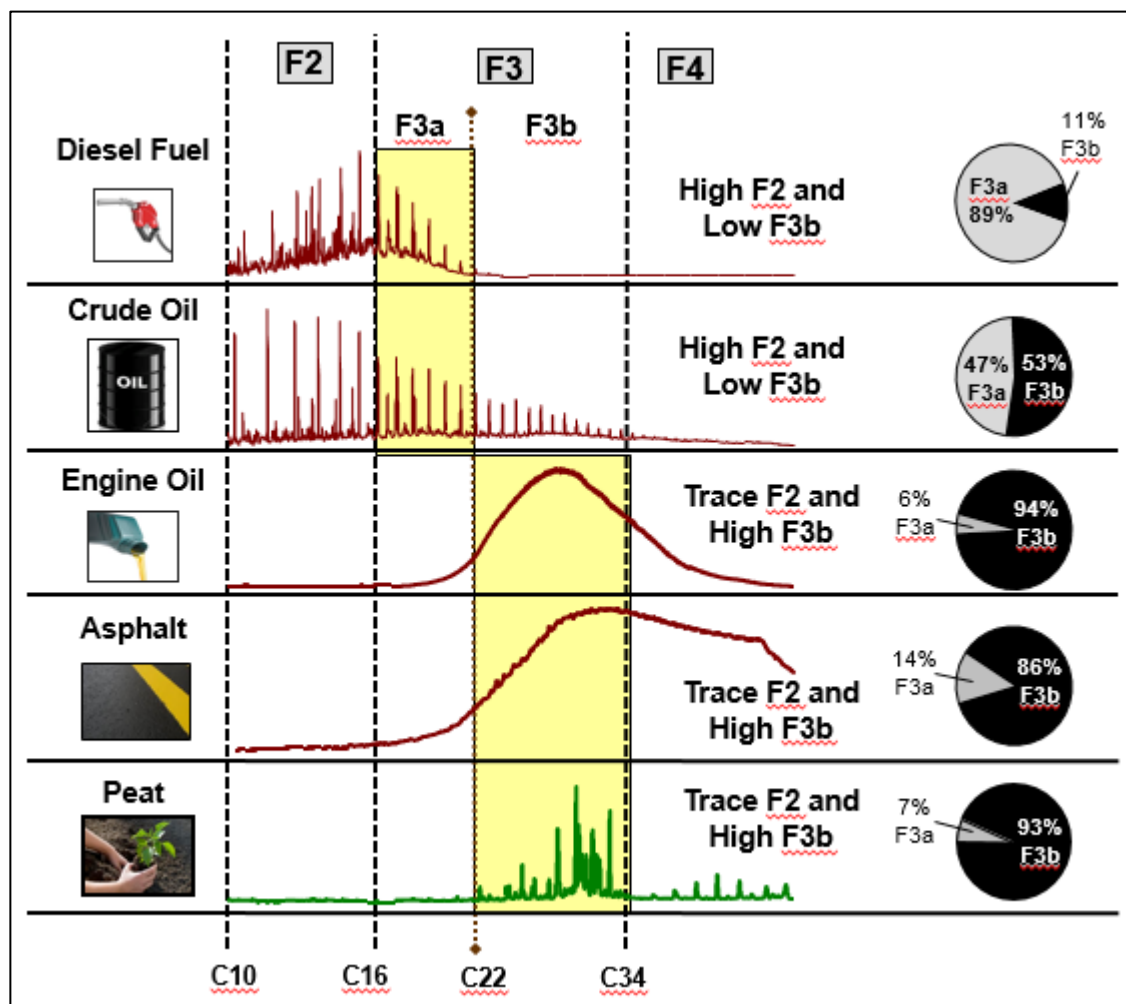 F2
F3
F4
F3a
F3b
Diesel Fuel
High F2 and
Low F3b
F3a
89%
11%
F3b
Crude Oil
OIL
High F2 and
Low F3b
47%
F3a
53%
F3b
Engine Oil
Trace F2 and
High F3b
6%
F3a
94%
F3b
Asphalt
Trace F2 and
High F3b
14%
F3a
86%
F3b
Peat
Trace F2 and
High F3b
7%
F3a
93%
F3b
C10
C16
C22
C34